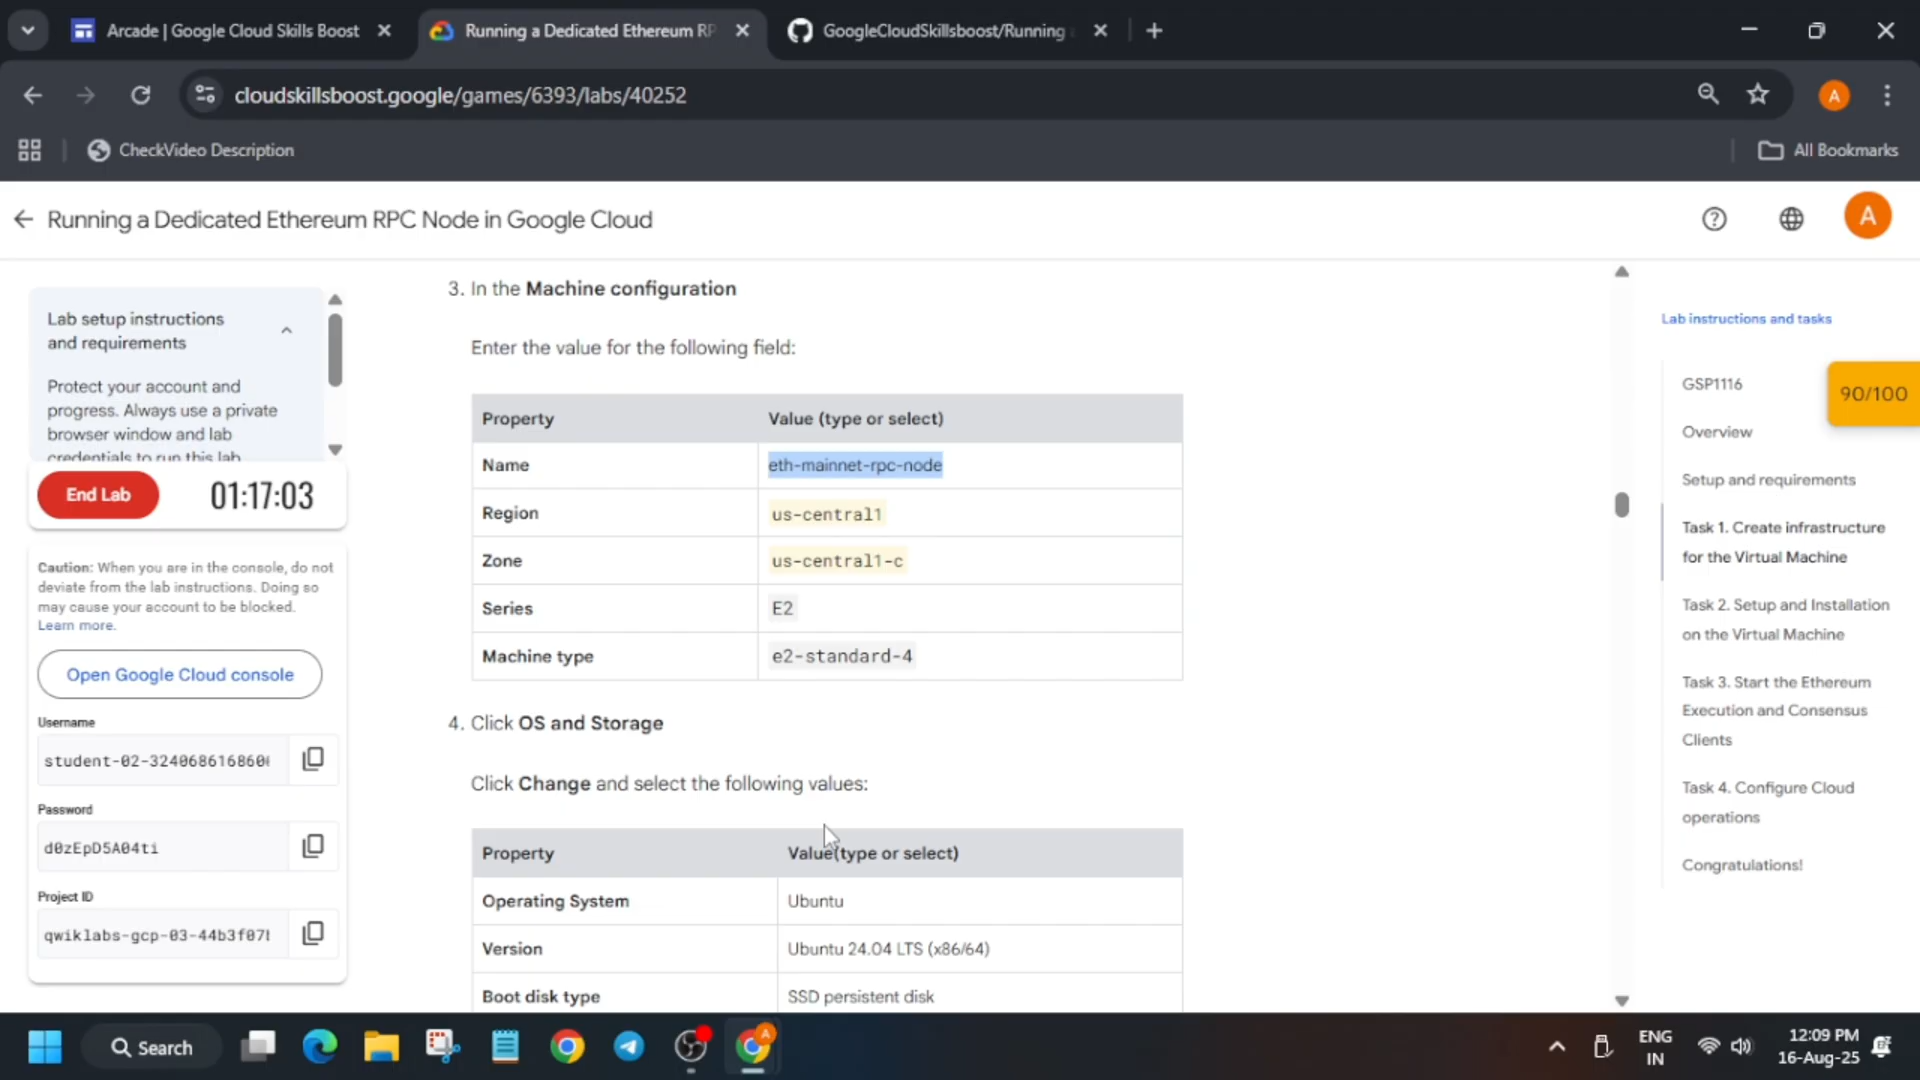 Arcade | Google Cloud Skills Boost
Running a Dedicated Ethereum RP
GoogleCloudSkillsboost/Running
cloudskillsboost.google/games/6393/labs/40252
A
CheckVideo Description
All Bookmarks
Running a Dedicated Ethereum RPC Node in Google Cloud
A
Lab setup instructions
and requirements
Protect your account and
progress. Always use a private
browser window and lab
credentials to run this lab
End Lab
01:17:03
Caution: When you are in the console, do not
deviate from the lab instructions. Doing so
may cause your account to be blocked.
Learn more.
Open Google Cloud console
Username
student-02-324068616860
Password
d0zEpD5A04ti
Project ID
qwiklabs-gcp-03-44b3f07
3. In the Machine configuration
Enter the value for the following field:
Property Value (type or select)
Name eth-mainnet-rpc-node
Region us-central1
Zone us-central1-c
Series E2
Machine type e2-standard-4
4. Click OS and Storage
Click Change and select the following values:
Property Value(type or select)
Operating System Ubuntu
Version Ubuntu 24.04 LTS (x86/64)
Boot disk type SSD persistent disk
Lab instructions and tasks
GSP1116
90/100
Overview
Setup and requirements
Task 1. Create infrastructure
for the Virtual Machine
Task 2. Setup and Installation
on the Virtual Machine
Task 3. Start the Ethereum
Execution and Consensus
Clients
Task 4. Configure Cloud
operations
Congratulations!
Search
A
ENG
IN
12:09 PM
16-Aug-25